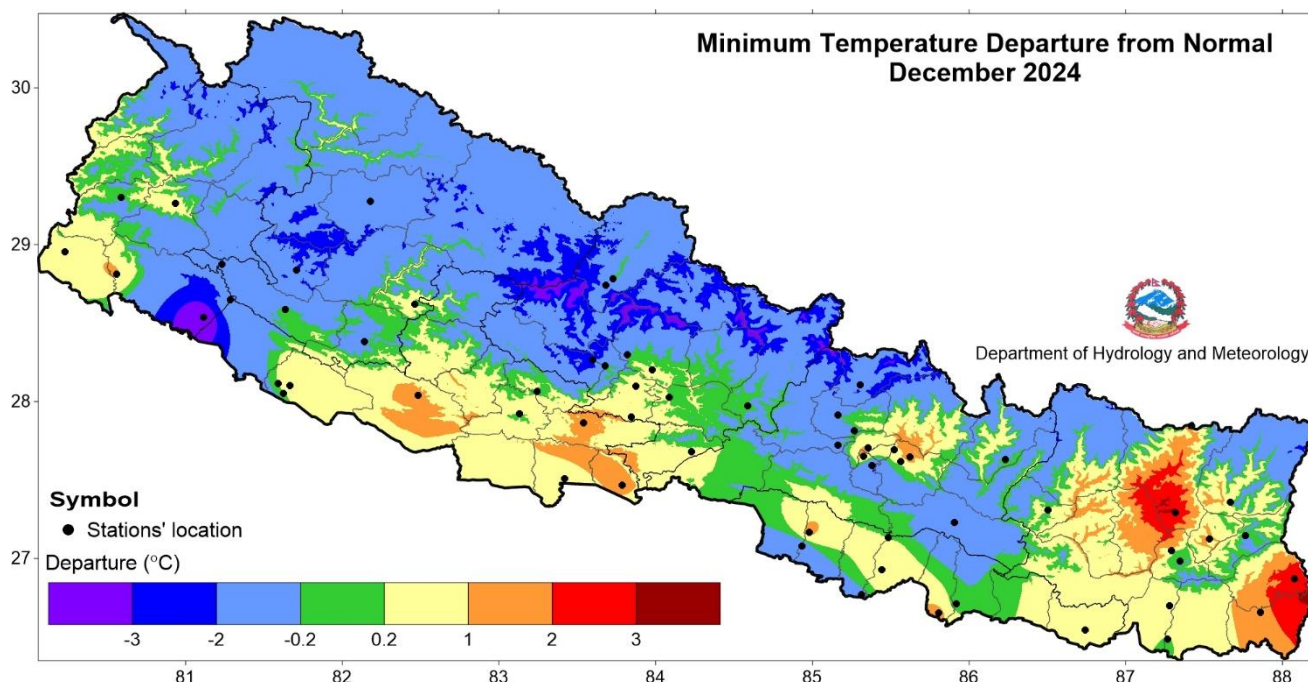 Minimum Temperature Departure from Normal
December 2024
30
29
28
27
Department of Hydrology and Meteorology
Symbol
Stations' location
Departure (°C)
-3 -2 -0.2 0.2 1 2 3
81 82 83 84 85 86 87 88